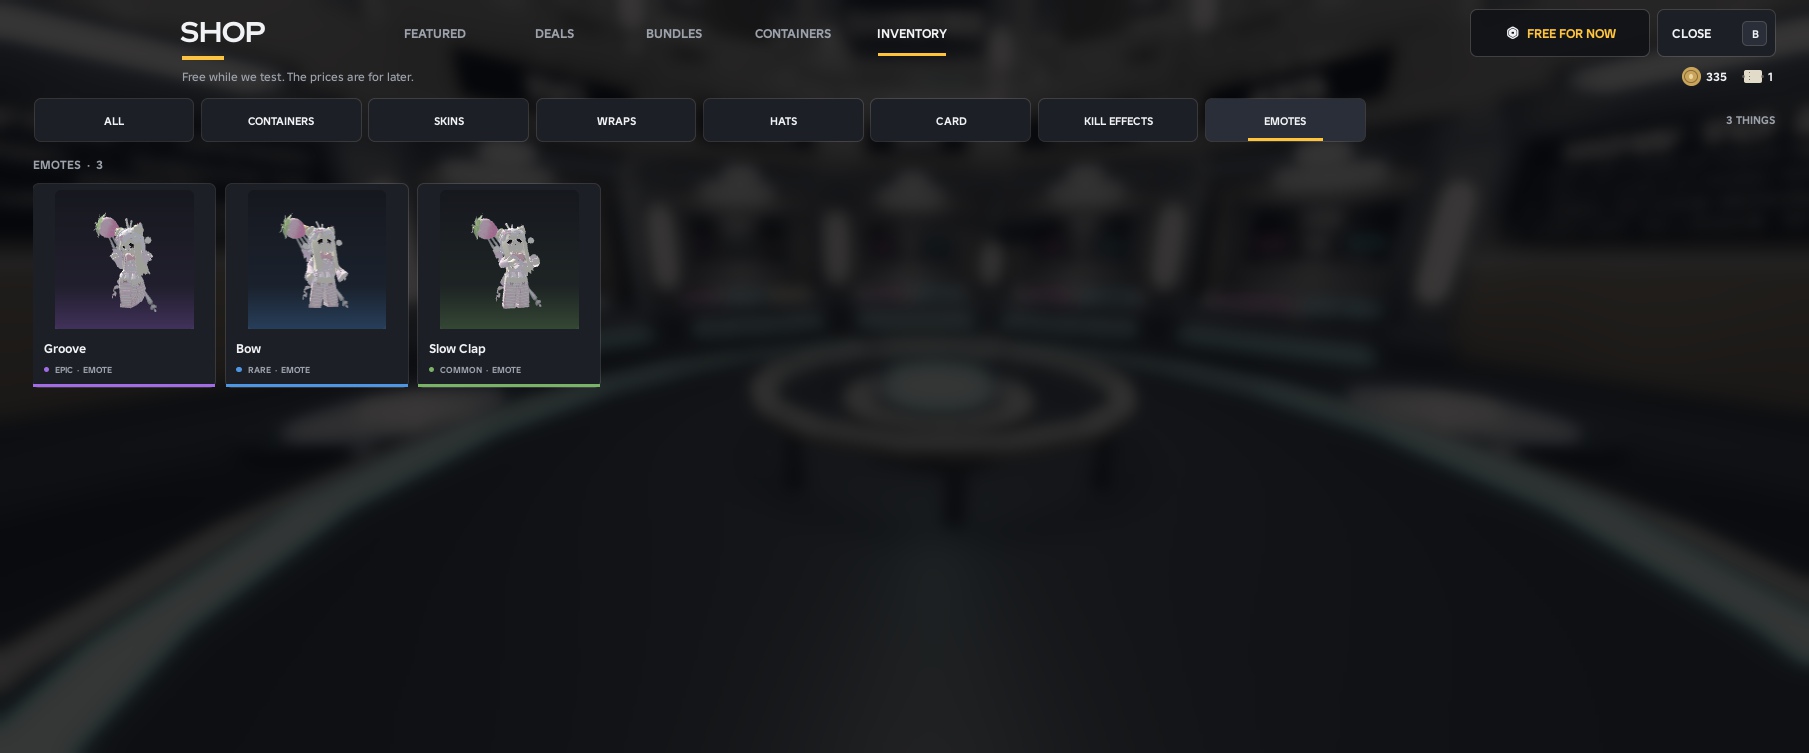 SHOP
FEATURED
DEALS
BUNDLES
CONTAINERS
INVENTORY
FREE FOR NOW
CLOSE
B
Free while we test. The prices are for later.
335
1
ALL
CONTAINERS
SKINS
WRAPS
HATS
CARD
KILL EFFECTS
EMOTES
3 THINGS
EMOTES · 3
Groove
EPIC · EMOTE
Bow
RARE · EMOTE
Slow Clap
COMMON · EMOTE